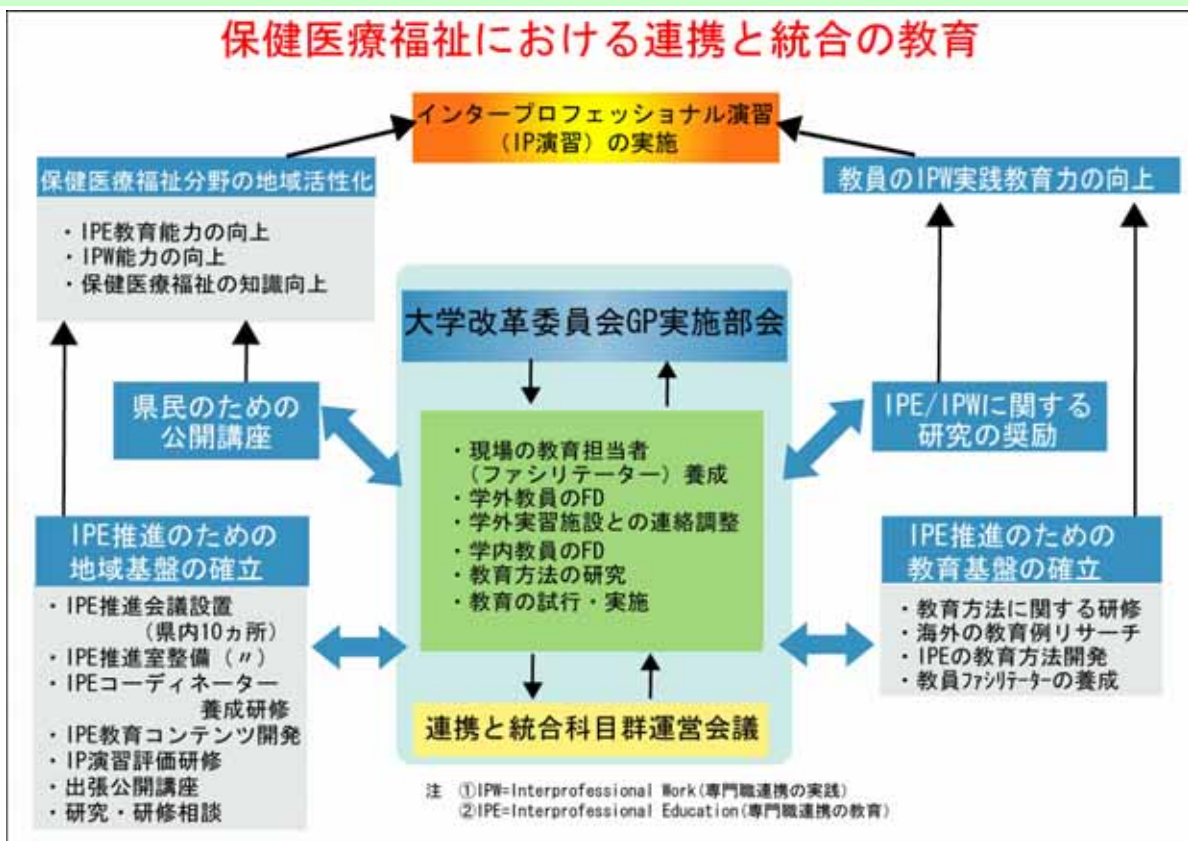 保健医療福祉における連携と統合の教育
インタープロフェッショナル演習
（IP演習）の実施
保健医療福祉分野の地域活性化
・IPE教育能力の向上
・IPW能力の向上
・保健医療福祉の知識向上
教員のIPW実践教育力の向上
大学改革委員会GP実施部会
県民のための
公開講座
IPE/IPWに関する
研究の奨励
・現場の教育担当者
（ファシリテーター）養成
・学外教員のFD
・学外実習施設との連絡調整
・学内教員のFD
・教育方法の研究
・教育の試行・実施
IPE推進のための
地域基盤の確立
・IPE推進会議設置
（県内10ヵ所）
・IPE推進室整備（〃）
・IPEコーディネーター
養成研修
・IPE教育コンテンツ開発
・IP演習評価研修
・出張公開講座
・研究・研修相談
IPE推進のための
教育基盤の確立
・教育方法に関する研修
・海外の教育例リサーチ
・IPEの教育方法開発
・教員ﾌｧｼﾘﾃｰﾀｰの養成
連携と統合科目群運営会議
注 ①IPW=Interprofessional Work(専門職連携の実践)
②IPE=Interprofessional Education(専門職連携の教育)